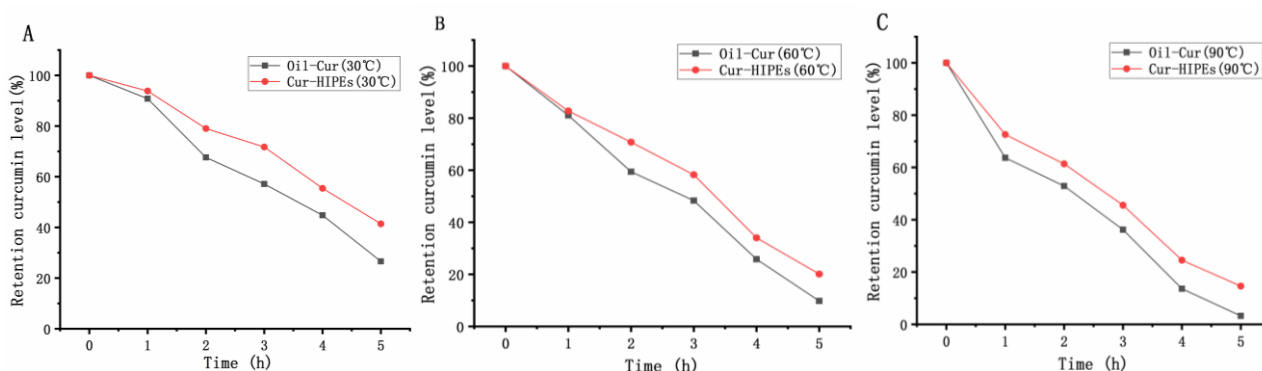 A
Oil-Cur(30℃)
Cur-HIPEs(30℃)
Retention curcumin level(%)
100
80
60
40
20
0
0 1 2 3 4 5
Time (h)
B
Oil-Cur(60℃)
Cur-HIPEs(60℃)
Retention curcumin level(%)
100
80
60
40
20
0
0 1 2 3 4 5
Time (h)
C
Oil-Cur(90℃)
Cur-HIPEs(90℃)
Retention curcumin level(%)
100
80
60
40
20
0
0 1 2 3 4 5
Time (h)